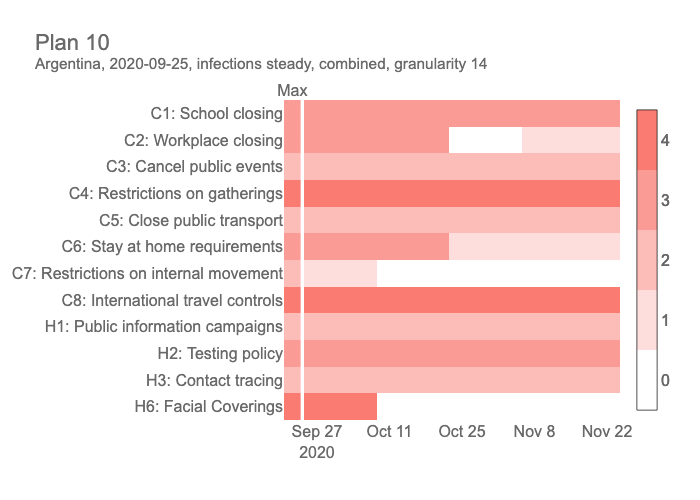 Plan 10
Argentina, 2020-09-25, infections steady, combined, granularity 14
Max
C1: School closing
C2: Workplace closing
C3: Cancel public events
C4: Restrictions on gatherings
C5: Close public transport
C6: Stay at home requirements
C7: Restrictions on internal movement
C8: International travel controls
H1: Public information campaigns
H2: Testing policy
H3: Contact tracing
H6: Facial Coverings
Sep 27 Oct 11 Oct 25 Nov 8 Nov 22
2020
4
3
2
1
0